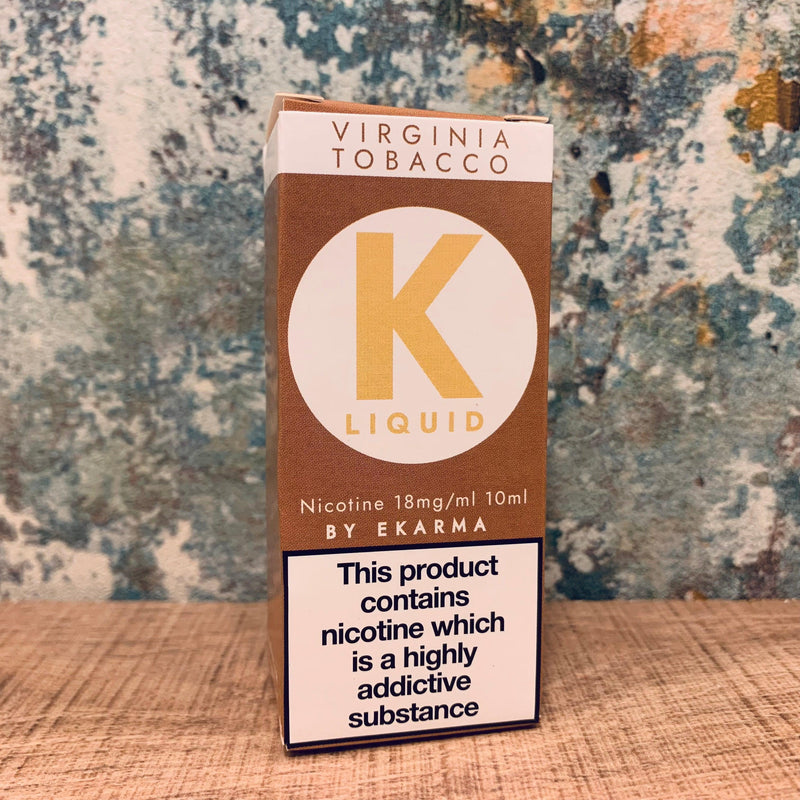 VIRGINIA
TOBACCO
K
LIQUID
Nicotine 18mg/ml 10ml
BY EKARMA
This product
contains
nicotine which
is a highly
addictive
substance